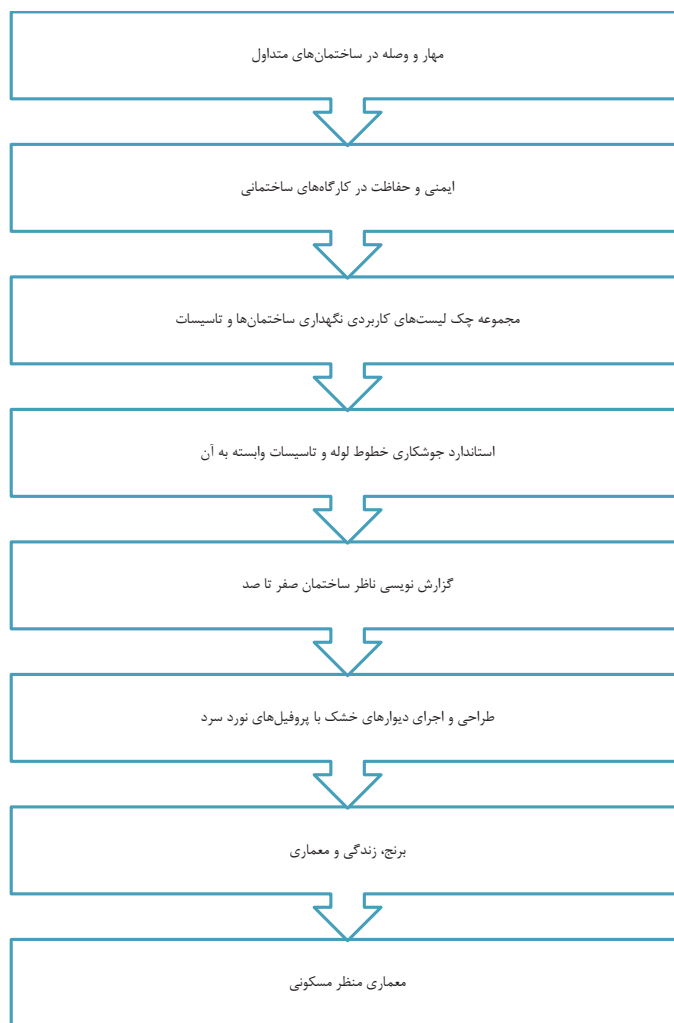 مهار و وصله در ساختمان‌های متداول
ایمنی و حفاظت در کارگاه‌های ساختمانی
مجموعه چک لیست‌های کاربردی نگهداری ساختمان‌ها و تاسیسات
استاندارد جوشکاری خطوط لوله و تاسیسات وابسته به آن
گزارش نویسی ناظر ساختمان صفر تا صد
طراحی و اجرای دیوارهای خشک با پروفیل‌های نورد سرد
برنج، زندگی و معماری
معماری منظر مسکونی